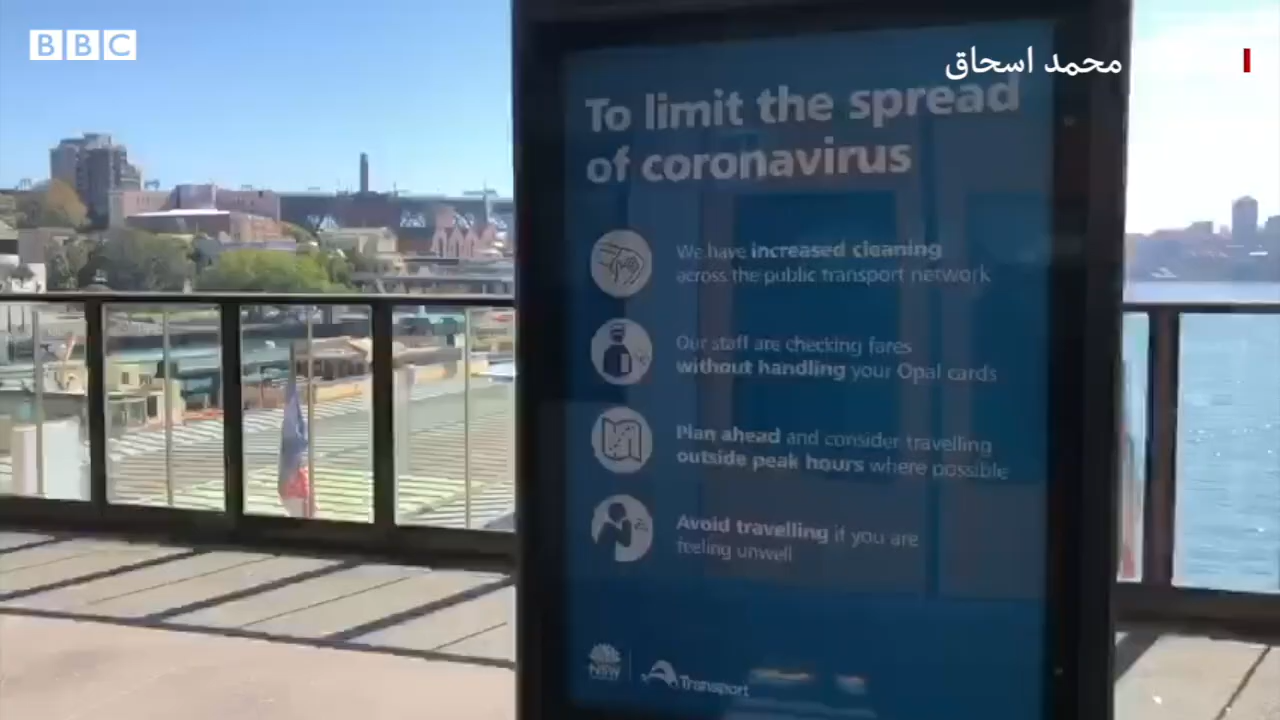 BBC
محمد اسحاق
To limit the spread
of coronavirus
We have increased cleaning
across the public transport network
Our staff are checking fares
without handling your Opal cards
Plan ahead and consider travelling
outside peak hours where possible
Avoid travelling if you are
feeling unwell
NSW
Transport